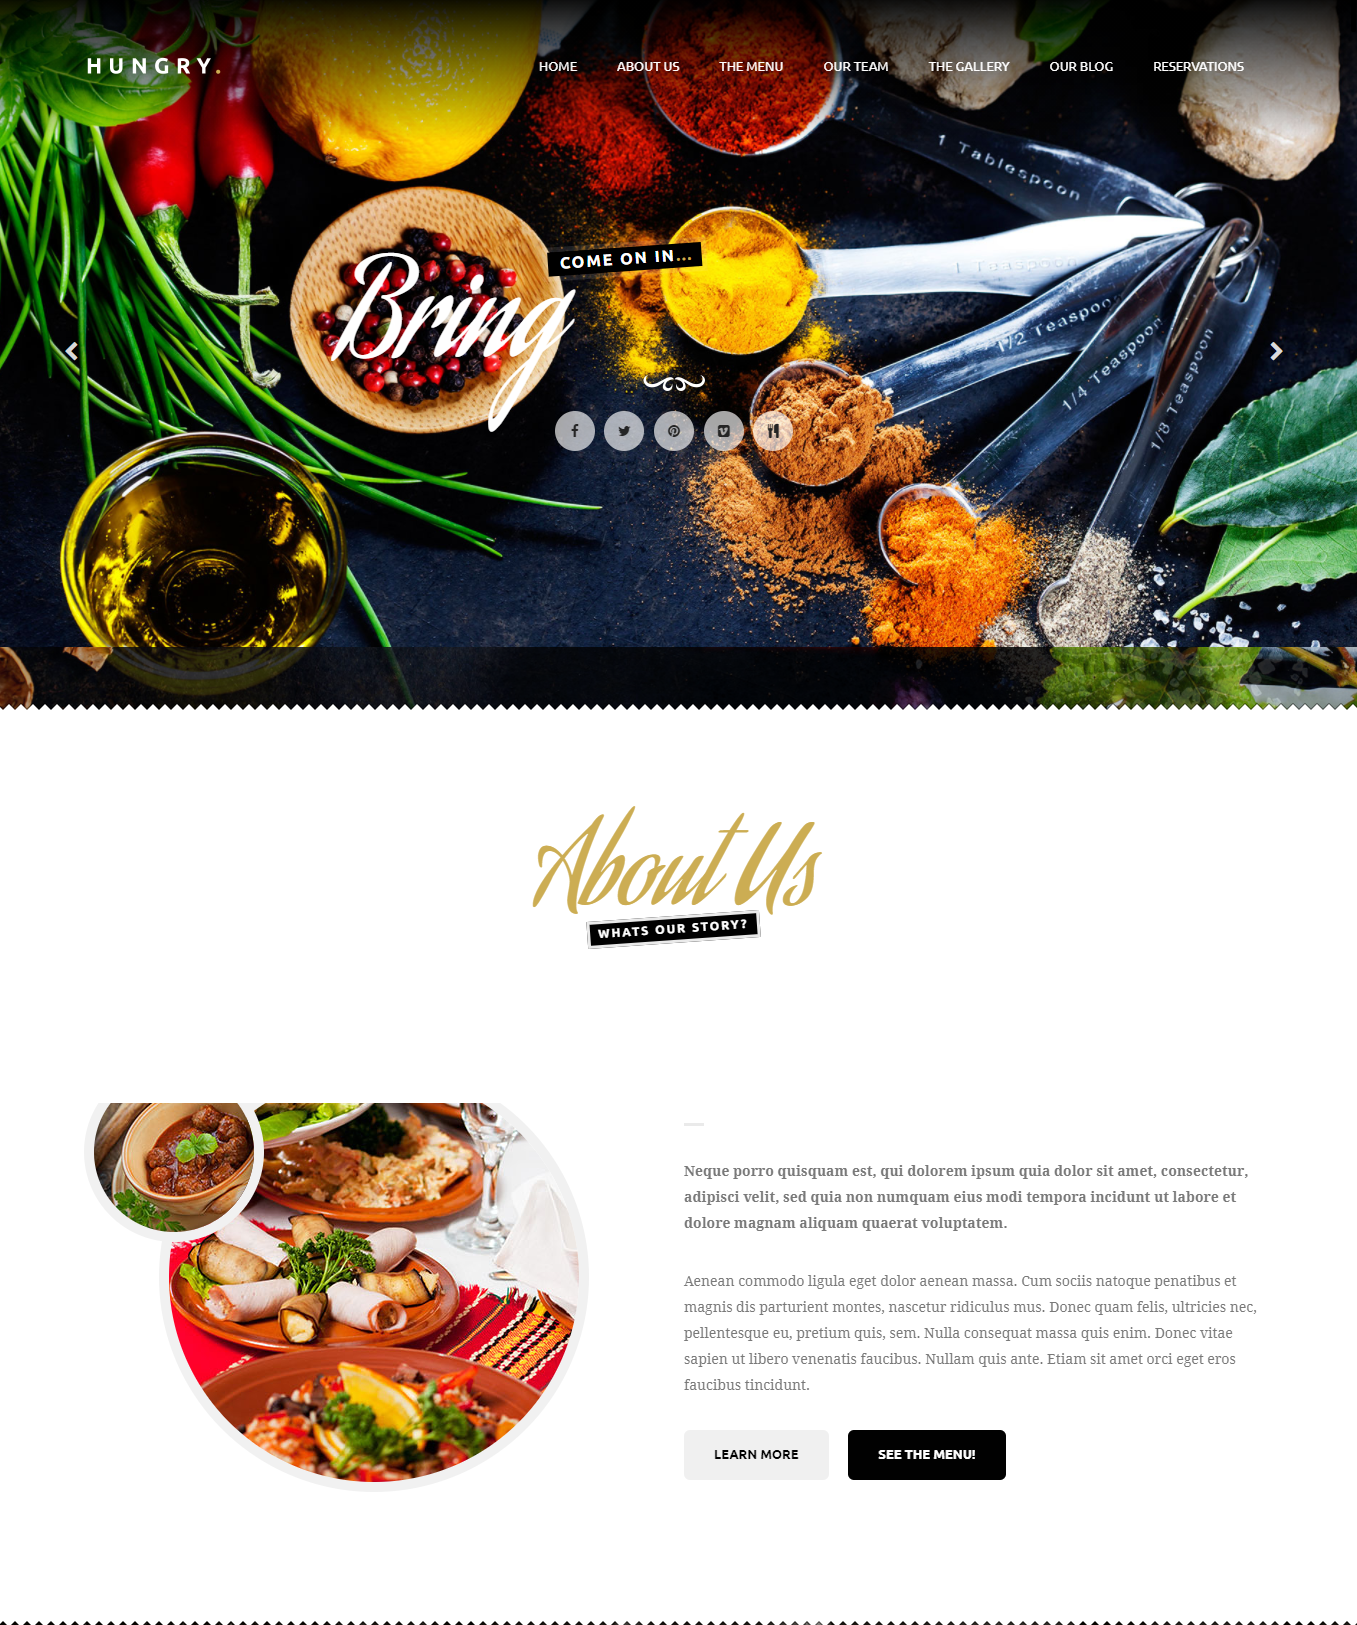 HUNGRY.
HOME ABOUT US THE MENU OUR TEAM THE GALLERY OUR BLOG RESERVATIONS
1 Tablespoon
COME ON IN...
Bring
1 Teaspoon
1/2 Teaspoon
1/4 Teaspoon
1/8 Teaspoon
About Us
WHATS OUR STORY?
Neque porro quisquam est, qui dolorem ipsum quia dolor sit amet, consectetur,
adipisci velit, sed quia non numquam eius modi tempora incidunt ut labore et
dolore magnam aliquam quaerat voluptatem.
Aenean commodo ligula eget dolor aenean massa. Cum sociis natoque penatibus et
magnis dis parturient montes, nascetur ridiculus mus. Donec quam felis, ultricies nec,
pellentesque eu, pretium quis, sem. Nulla consequat massa quis enim. Donec vitae
sapien ut libero venenatis faucibus. Nullam quis ante. Etiam sit amet orci eget eros
faucibus tincidunt.
LEARN MORE SEE THE MENU!